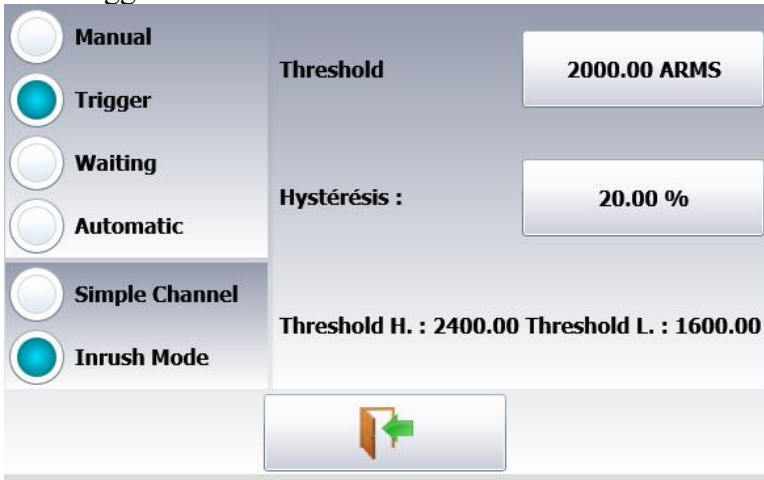 Manual
Trigger
Waiting
Automatic
Simple Channel
Inrush Mode
Threshold
2000.00 ARMS
Hystérésis :
20.00 %
Threshold H. : 2400.00 Threshold L. : 1600.00